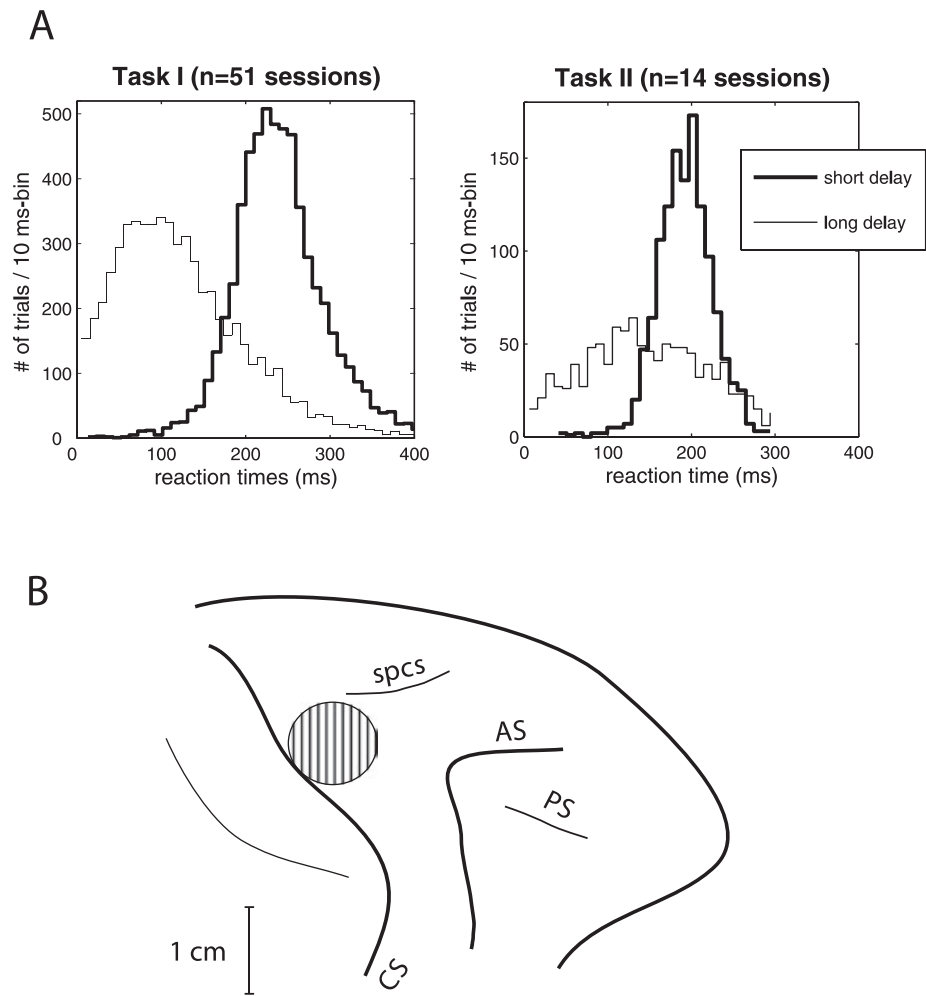 A
Task I (n=51 sessions)
# of trials / 10 ms-bin
500
400
300
200
100
0
0 100 200 300 400
reaction times (ms)
Task II (n=14 sessions)
# of trials / 10 ms-bin
150
100
50
0
0 100 200 300 400
reaction time (ms)
short delay
long delay
B
spcs
AS
PS
1 cm
CS